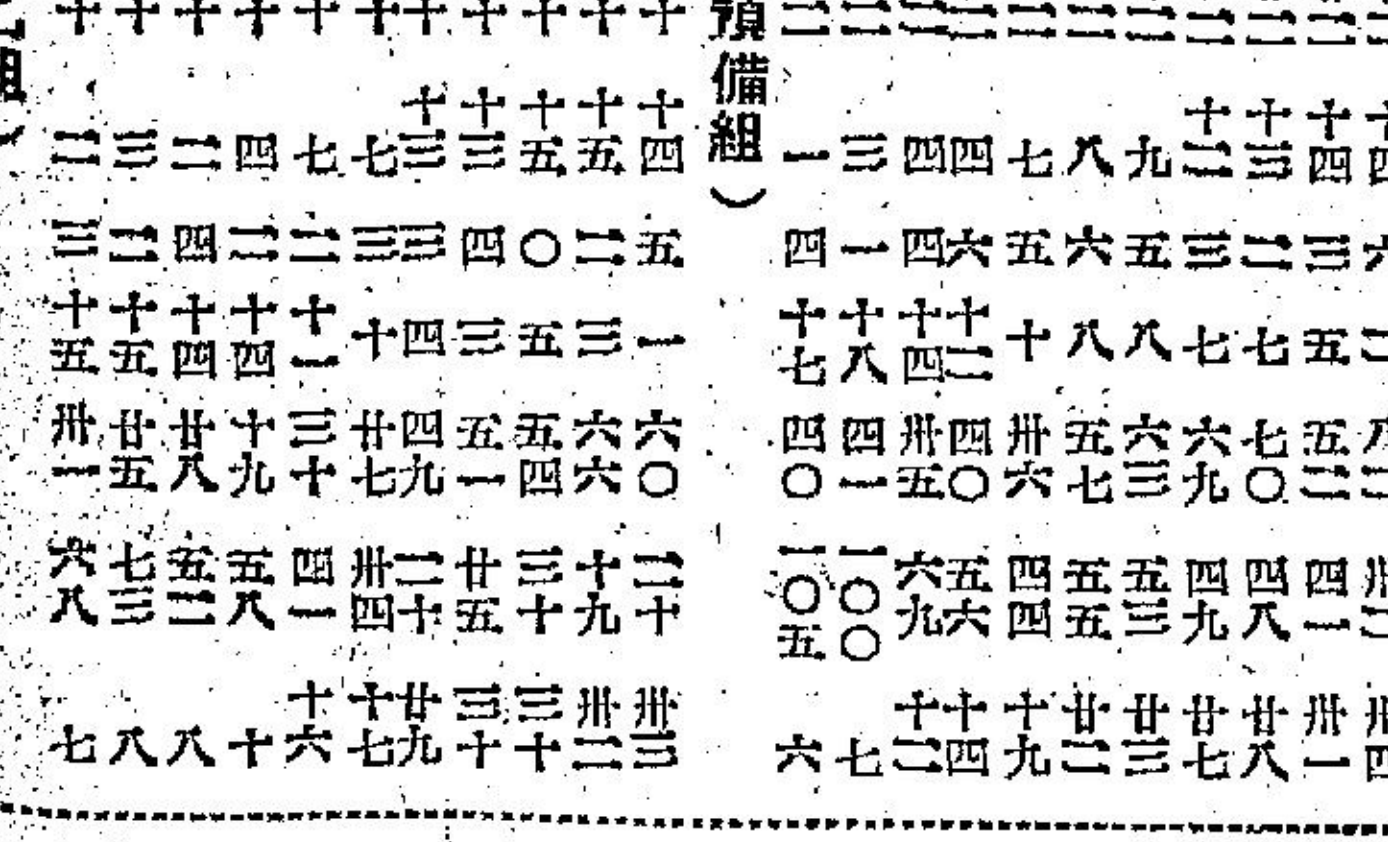 二十四三五五二四一卅一
二十三二七七〇四八廿八
二十二三七六九四九廿七
二九五八六三五三廿三
二八六八五七五五廿二
二七五十卅六四四十九
二四六十二四〇五六十四
二四四十四卅五六九十二
二三一十八四一一〇〇七
二一四十七四〇一〇五六
預備組）
十十四五一六〇二十卅三
十十五二三六六十九卅二
十十五〇五五四三十三十
十十三四三五一廿五三十
十十三三四四九二十廿九
十七三十廿七卅四十七
十七二十一三十四一十六
十四二十四十九五八十
十二四十四廿八五二八
十三二十五廿五七三八
十二三十五卅一六八七
組）